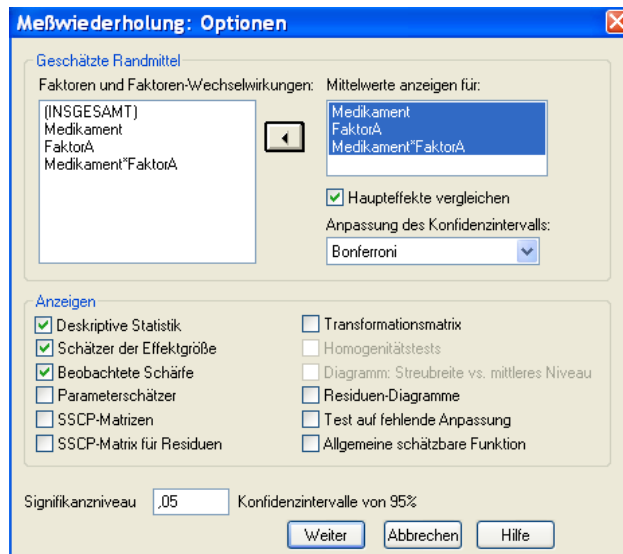 Meßwiederholung: Optionen
Geschätzte Randmittel
Faktoren und Faktoren-Wechselwirkungen:
(INSGESAMT)
Medikament
FaktorA
Medikament*FaktorA
Mittelwerte anzeigen für:
Medikament
FaktorA
Medikament*FaktorA
Haupteffekte vergleichen
Anpassung des Konfidenzintervalls:
Bonferroni
Anzeigen
Deskriptive Statistik
Schätzer der Effektgröße
Beobachtete Schärfe
Parameterschätzer
SSCP-Matrizen
SSCP-Matrix für Residuen
Transformationsmatrix
Homogenitätstests
Diagramm: Streubreite vs. mittleres Niveau
Residuen-Diagramme
Test auf fehlende Anpassung
Allgemeine schätzbare Funktion
Signifikanzniveau ,05 Konfidenzintervalle von 95%
Weiter Abbrechen Hilfe